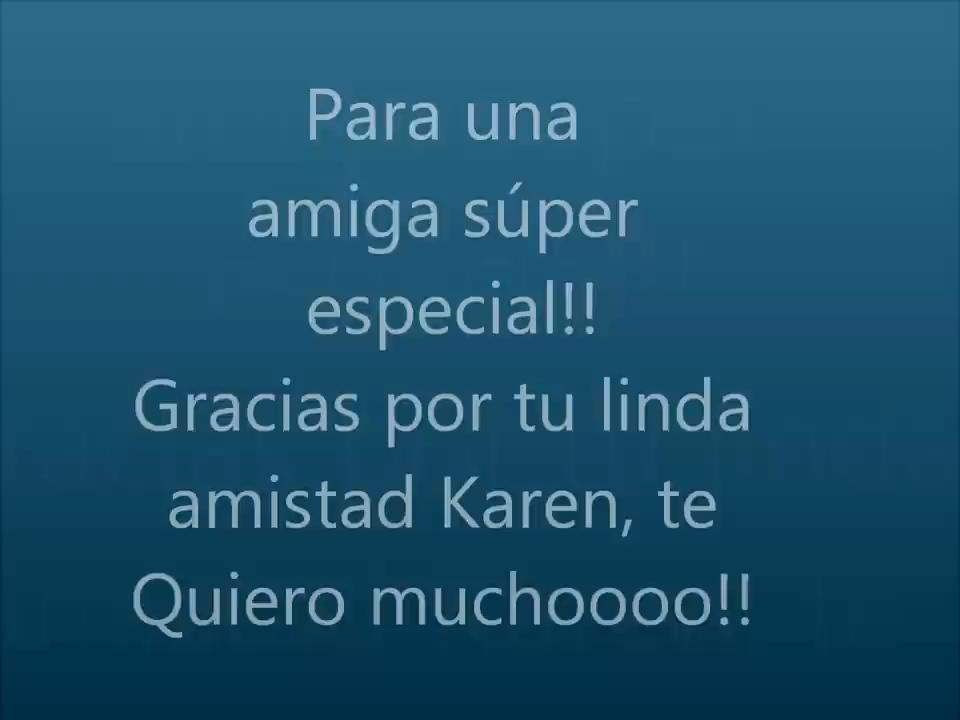 Para una
amiga súper
especial!!
Gracias por tu linda
amistad Karen, te
Quiero muchoooo!!